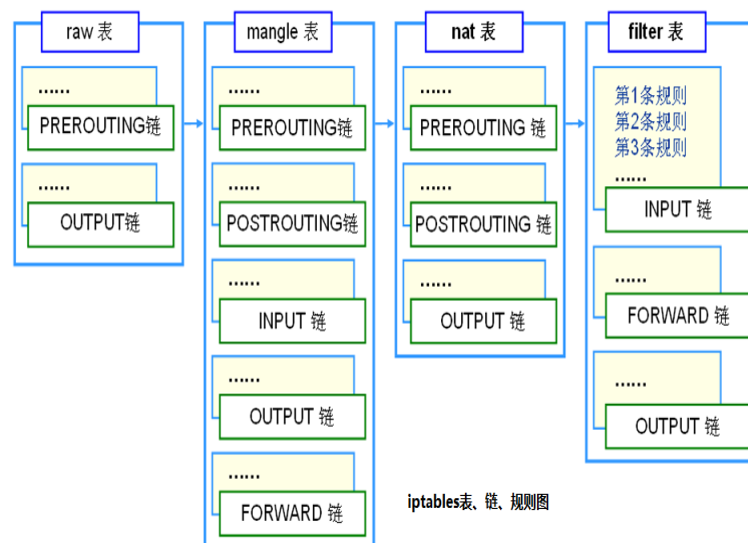 raw 表
……
PREROUTING链
……
OUTPUT链
mangle 表
……
PREROUTING链
……
POSTROUTING链
……
INPUT 链
……
OUTPUT 链
……
FORWARD 链
nat 表
……
PREROUTING 链
……
POSTROUTING 链
……
OUTPUT 链
filter 表
第1条规则
第2条规则
第3条规则
……
INPUT 链
……
FORWARD 链
……
OUTPUT 链
iptables表、链、规则图